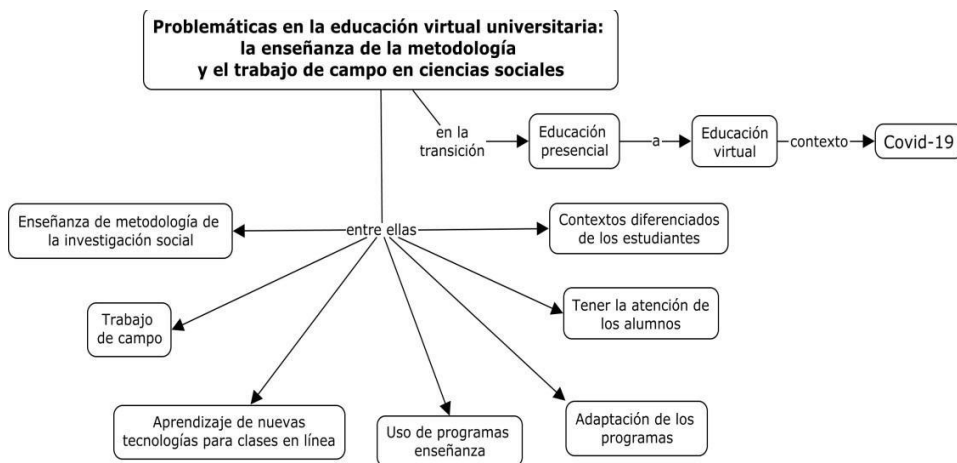 Problemáticas en la educación virtual universitaria:
la enseñanza de la metodología
y el trabajo de campo en ciencias sociales
en la
transición
Educación
presencial
a
Educación
virtual
contexto
Covid-19
entre ellas
Enseñanza de metodología de
la investigación social
Contextos diferenciados
de los estudiantes
Trabajo
de campo
Tener la atención de
los alumnos
Aprendizaje de nuevas
tecnologías para clases en línea
Uso de programas
enseñanza
Adaptación de los
programas